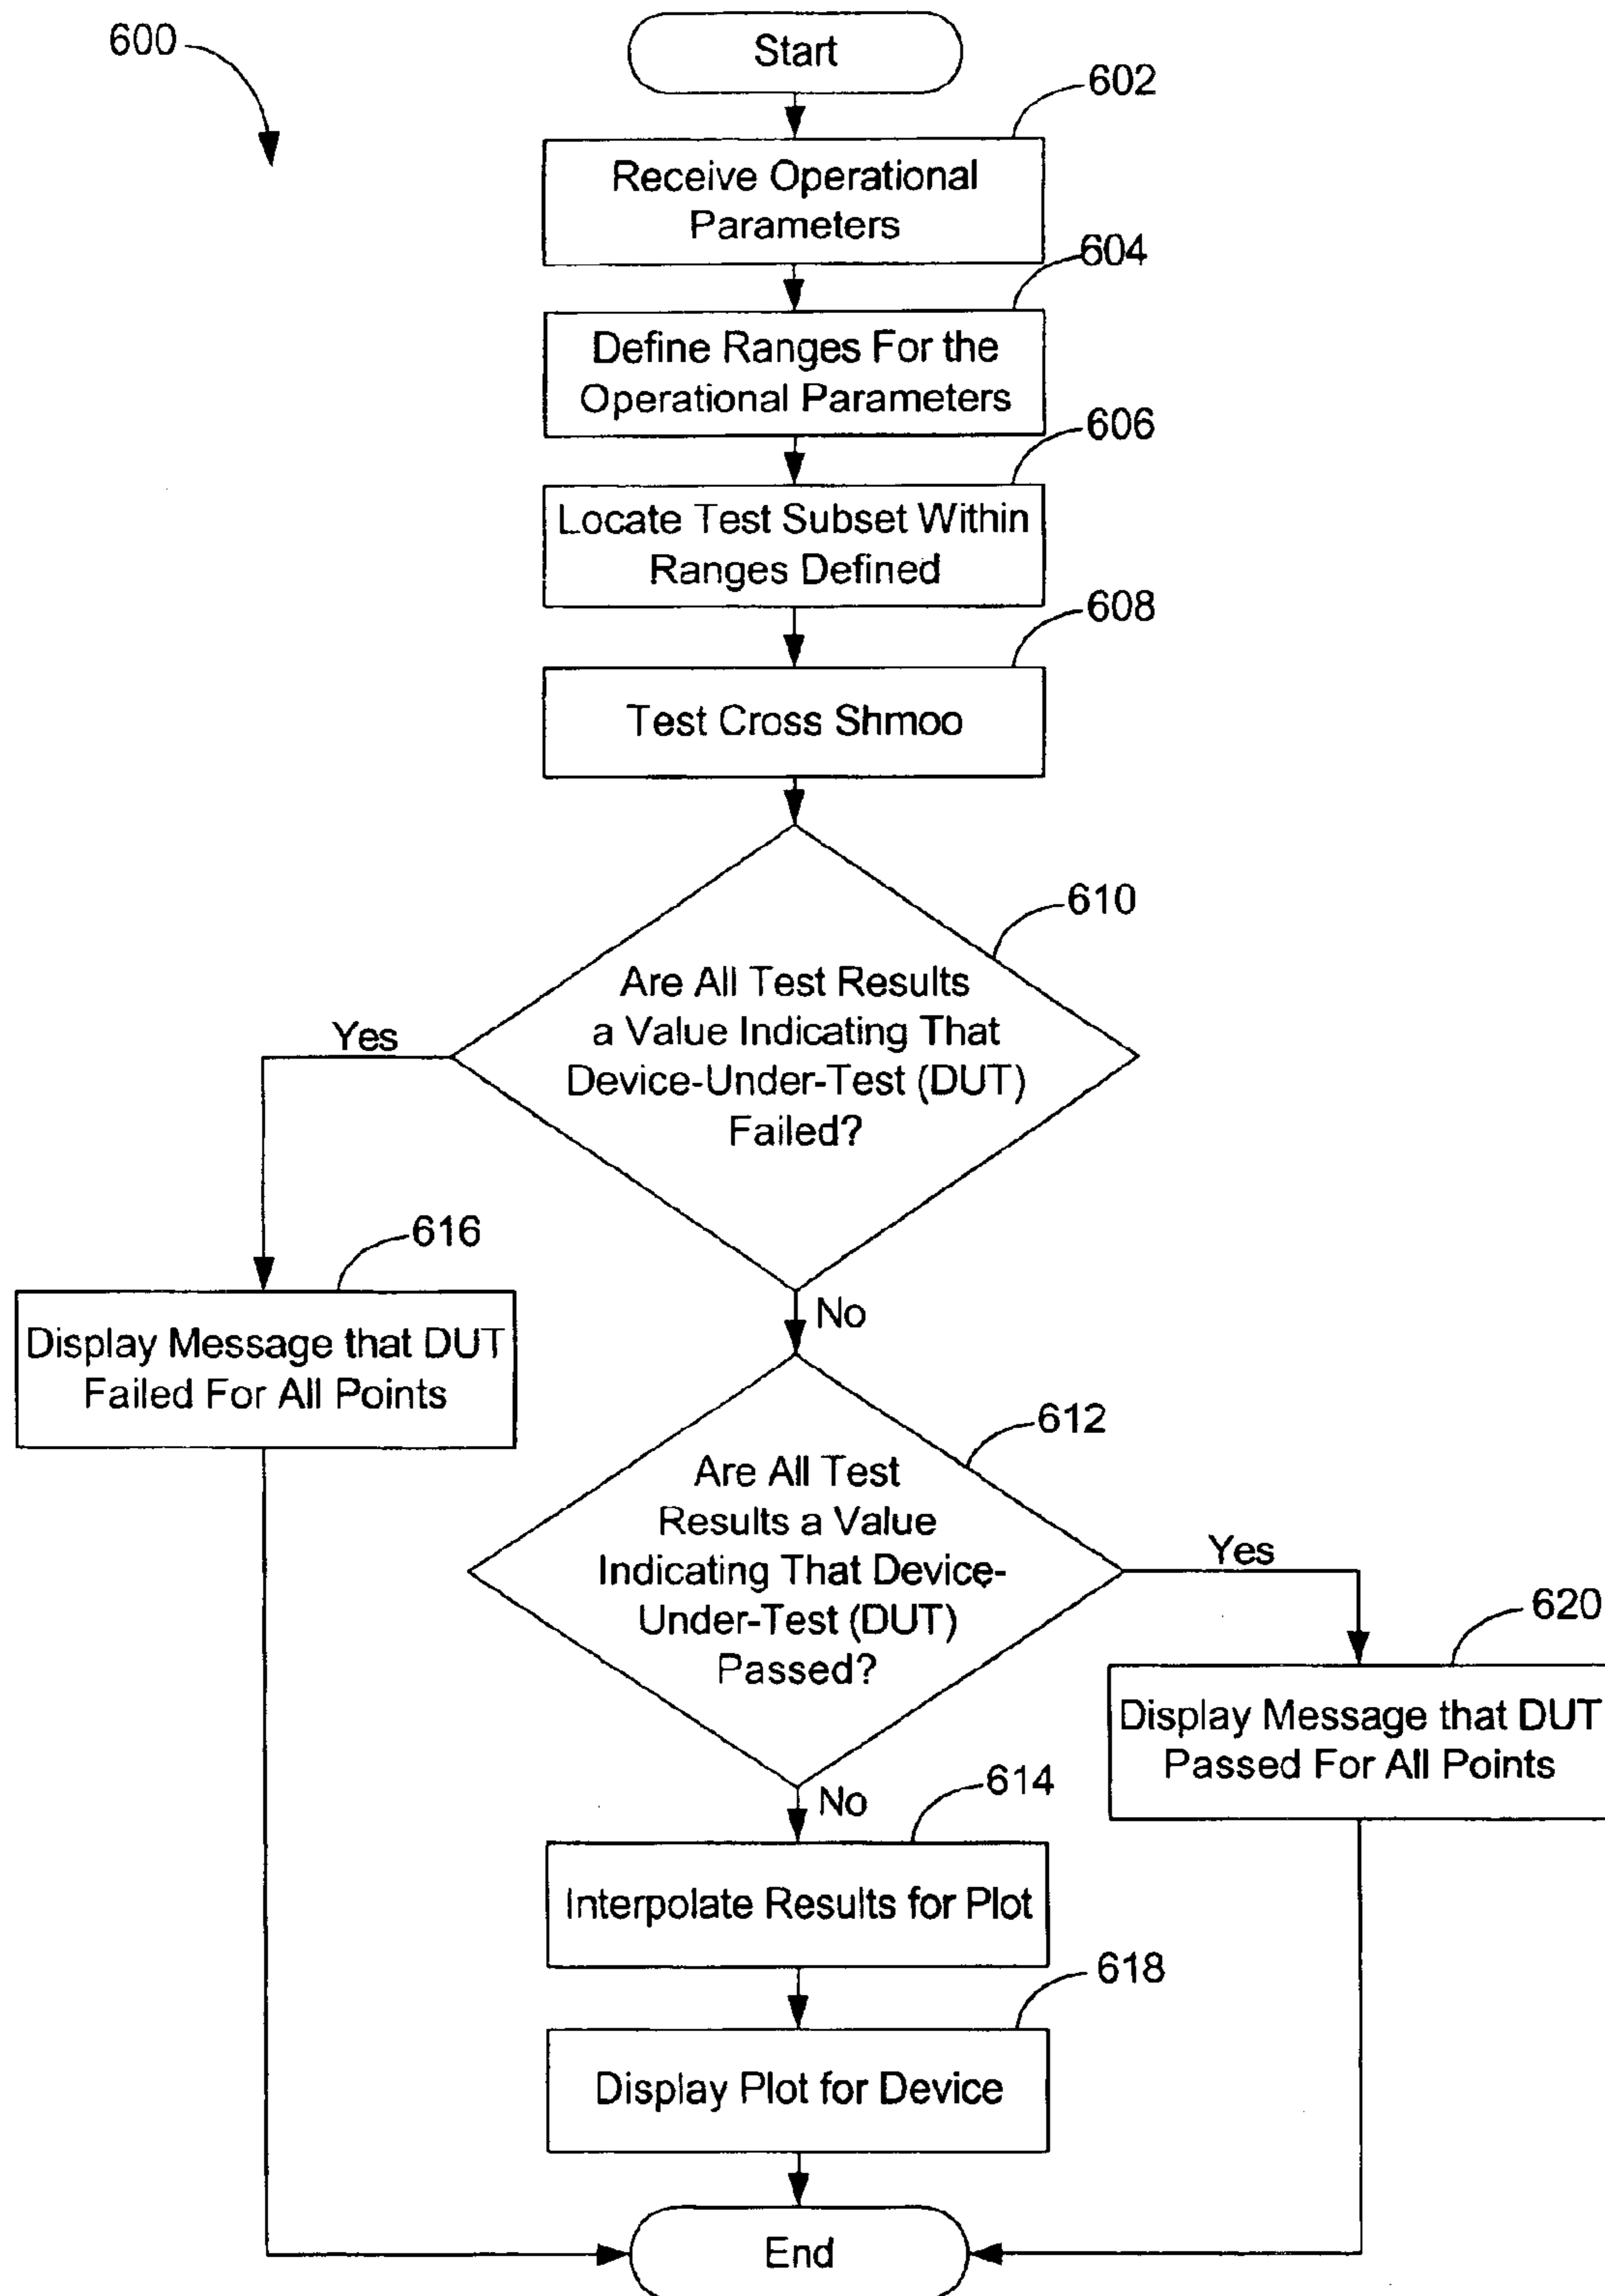 600
Start
602
Receive Operational
Parameters
604
Define Ranges For the
Operational Parameters
606
Locate Test Subset Within
Ranges Defined
608
Test Cross Shmoo
610
Are All Test Results
a Value Indicating That
Device-Under-Test (DUT)
Failed?
Yes
616
Display Message that DUT
Failed For All Points
No
612
Are All Test
Results a Value
Indicating That Device-
Under-Test (DUT)
Passed?
Yes
620
Display Message that DUT
Passed For All Points
No
614
Interpolate Results for Plot
618
Display Plot for Device
End